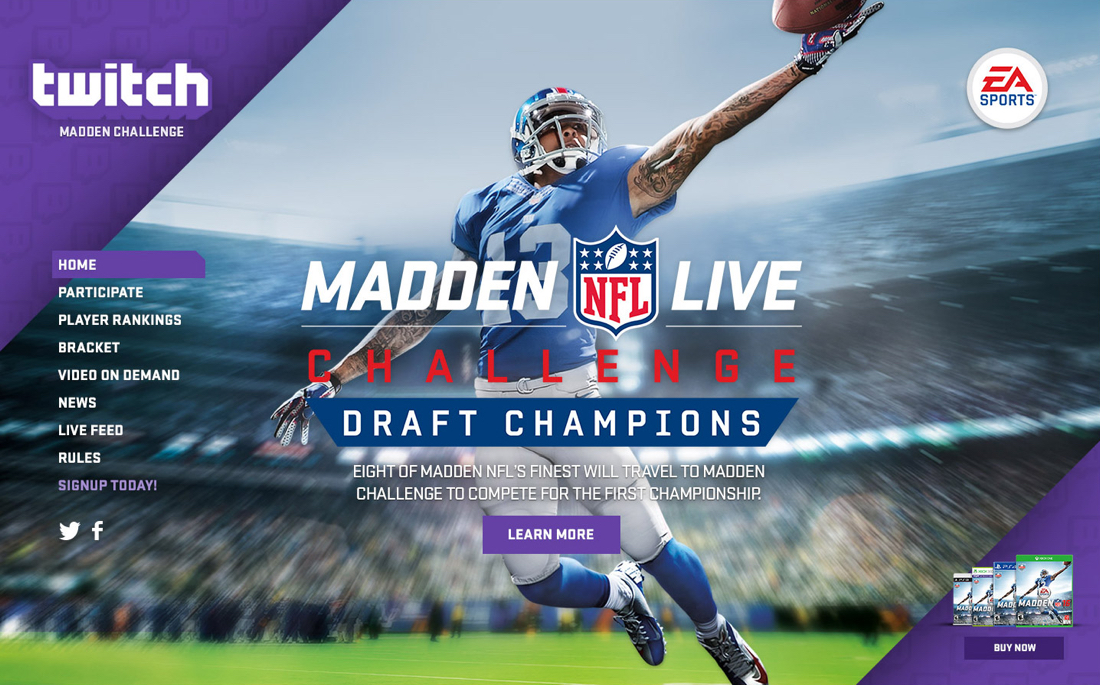 twitch
MADDEN CHALLENGE
EA
SPORTS
HOME
PARTICIPATE
PLAYER RANKINGS
BRACKET
VIDEO ON DEMAND
NEWS
LIVE FEED
RULES
SIGNUP TODAY!
13
MADDEN NFL LIVE
CHALLENGE
DRAFT CHAMPIONS
EIGHT OF MADDEN NFL'S FINEST WILL TRAVEL TO MADDEN
CHALLENGE TO COMPETE FOR THE FIRST CHAMPIONSHIP.
LEARN MORE
MADDEN
BUY NOW